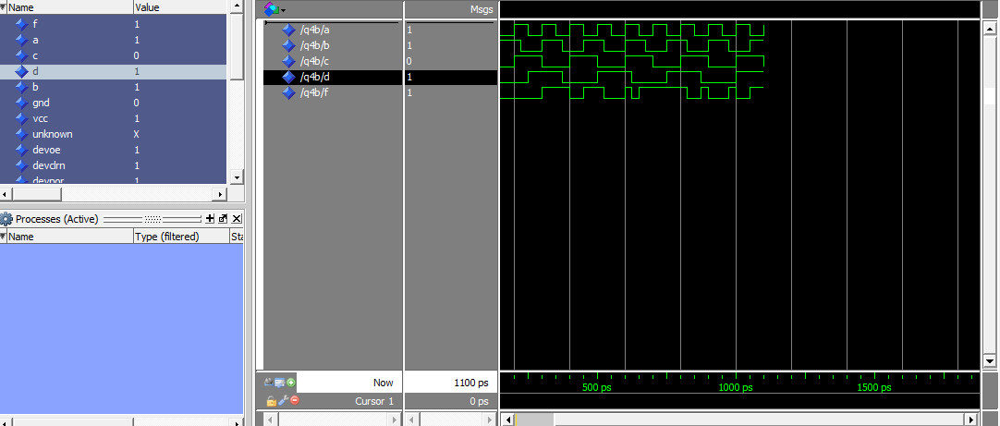 Name Value
f 1
a 1
c 0
d 1
b 1
gnd 0
vcc 1
unknown X
devoe 1
devclrn 1
devpor 1
Processes (Active)
Name Type (filtered) Sta
Msgs
/q4b/a 1
/q4b/b 1
/q4b/c 0
/q4b/d 1
/q4b/f 1
Now 1100 ps
Cursor 1 0 ps
500 ps 1000 ps 1500 ps